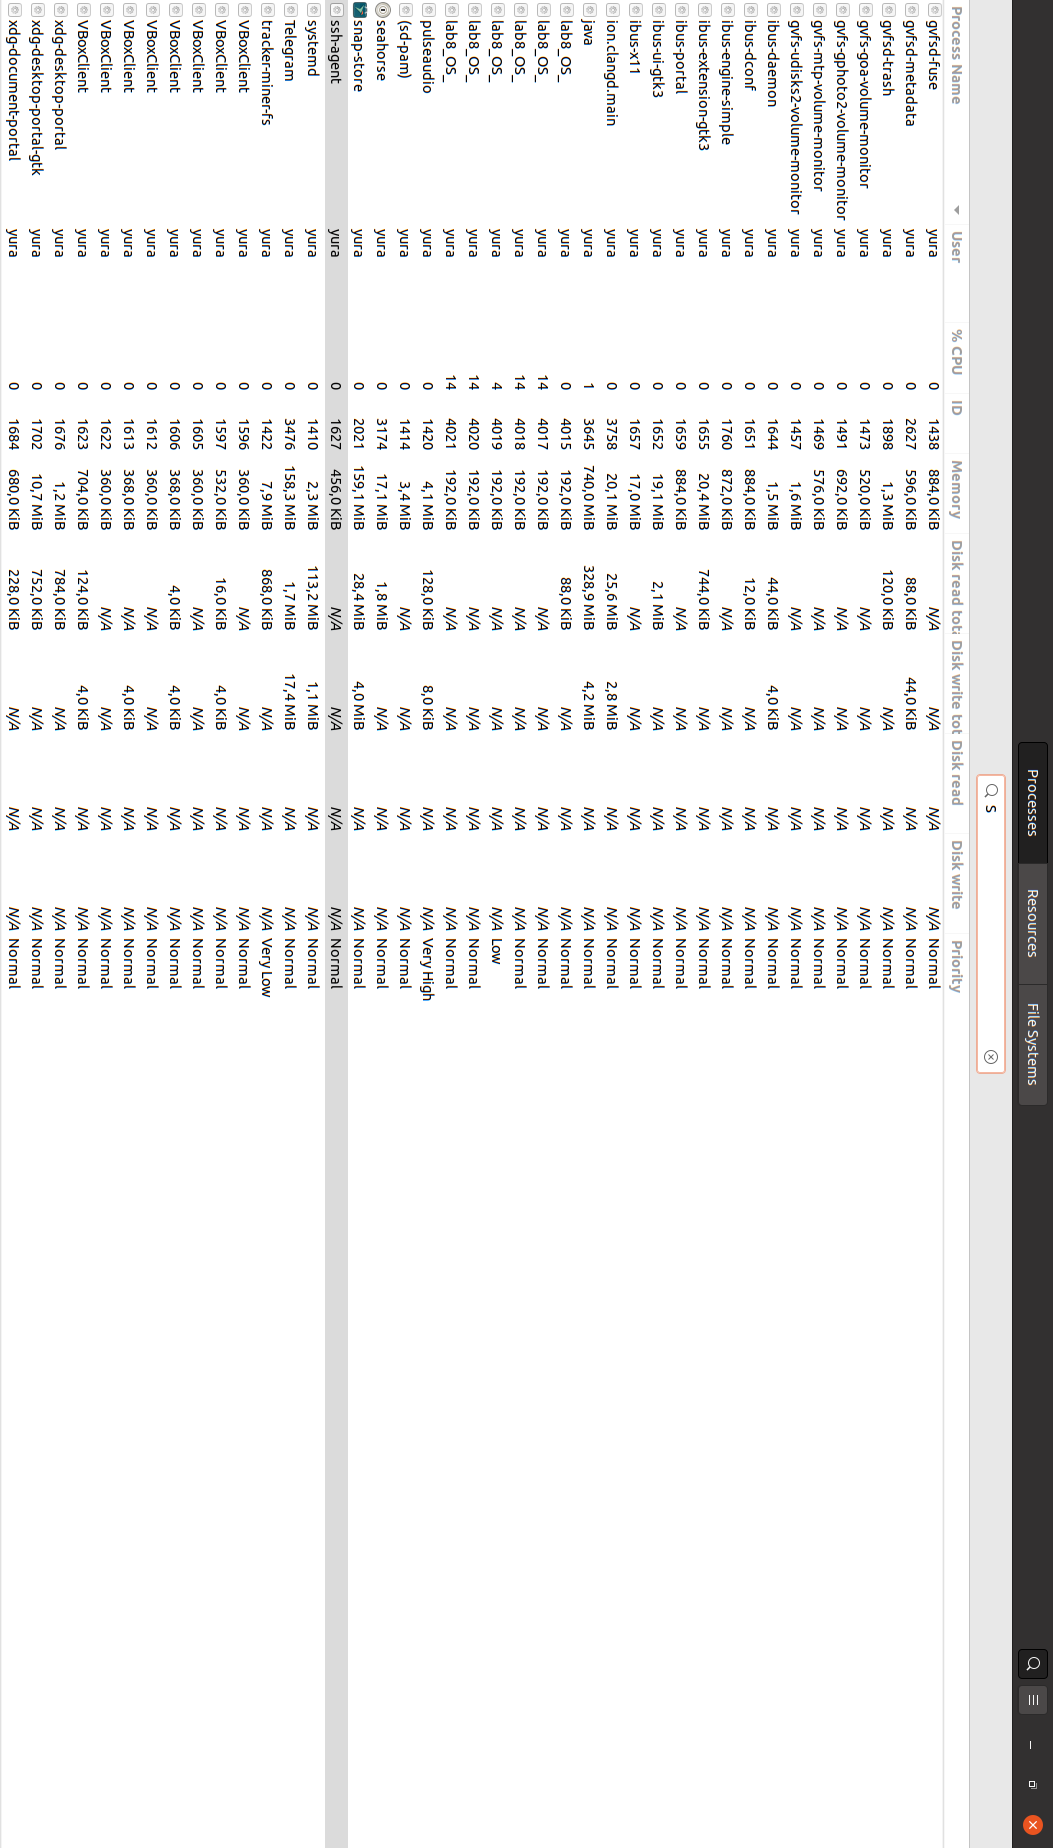 Processes Resources File Systems
s
Process Name User % CPU ID Memory Disk read tota Disk write tot Disk read Disk write Priority
gvfsd-fuse yura 0 1438 884,0 KiB N/A N/A N/A N/A Normal
gvfsd-metadata yura 0 2627 596,0 KiB 88,0 KiB 44,0 KiB N/A N/A Normal
gvfsd-trash yura 0 1898 1,3 MiB 120,0 KiB N/A N/A N/A Normal
gvfs-goa-volume-monitor yura 0 1473 520,0 KiB N/A N/A N/A N/A Normal
gvfs-gphoto2-volume-monitor yura 0 1491 692,0 KiB N/A N/A N/A N/A Normal
gvfs-mtp-volume-monitor yura 0 1469 576,0 KiB N/A N/A N/A N/A Normal
gvfs-udisks2-volume-monitor yura 0 1457 1,6 MiB N/A N/A N/A N/A Normal
ibus-daemon yura 0 1644 1,5 MiB 44,0 KiB 4,0 KiB N/A N/A Normal
ibus-dconf yura 0 1651 884,0 KiB 12,0 KiB N/A N/A N/A Normal
ibus-engine-simple yura 0 1760 872,0 KiB N/A N/A N/A N/A Normal
ibus-extension-gtk3 yura 0 1655 20,4 MiB 744,0 KiB N/A N/A N/A Normal
ibus-portal yura 0 1659 884,0 KiB N/A N/A N/A N/A Normal
ibus-ui-gtk3 yura 0 1652 19,1 MiB 2,1 MiB N/A N/A N/A Normal
ibus-x11 yura 0 1657 17,0 MiB N/A N/A N/A N/A Normal
ion.clangd.main yura 0 3758 20,1 MiB 25,6 MiB 2,8 MiB N/A N/A Normal
java yura 1 3645 740,0 MiB 328,9 MiB 4,2 MiB N/A N/A Normal
lab8_OS_ yura 0 4015 192,0 KiB 88,0 KiB N/A N/A N/A Normal
lab8_OS_ yura 14 4017 192,0 KiB N/A N/A N/A N/A Normal
lab8_OS_ yura 14 4018 192,0 KiB N/A N/A N/A N/A Normal
lab8_OS_ yura 4 4019 192,0 KiB N/A N/A N/A N/A Low
lab8_OS_ yura 14 4020 192,0 KiB N/A N/A N/A N/A Normal
lab8_OS_ yura 14 4021 192,0 KiB N/A N/A N/A N/A Normal
pulseaudio yura 0 1420 4,1 MiB 128,0 KiB 8,0 KiB N/A N/A Very High
(sd-pam) yura 0 1414 3,4 MiB N/A N/A N/A N/A Normal
seahorse yura 0 3174 17,1 MiB 1,8 MiB N/A N/A N/A Normal
snap-store yura 0 2021 159,1 MiB 28,4 MiB 4,0 MiB N/A N/A Normal
ssh-agent yura 0 1627 456,0 KiB N/A N/A N/A N/A Normal
systemd yura 0 1410 2,3 MiB 113,2 MiB 1,1 MiB N/A N/A Normal
Telegram yura 0 3476 158,3 MiB 1,7 MiB 17,4 MiB N/A N/A Normal
tracker-miner-fs yura 0 1422 7,9 MiB 868,0 KiB N/A N/A N/A Very Low
VBoxClient yura 0 1596 360,0 KiB N/A N/A N/A N/A Normal
VBoxClient yura 0 1597 532,0 KiB 16,0 KiB 4,0 KiB N/A N/A Normal
VBoxClient yura 0 1605 360,0 KiB N/A N/A N/A N/A Normal
VBoxClient yura 0 1606 368,0 KiB 4,0 KiB 4,0 KiB N/A N/A Normal
VBoxClient yura 0 1612 360,0 KiB N/A N/A N/A N/A Normal
VBoxClient yura 0 1613 368,0 KiB N/A 4,0 KiB N/A N/A Normal
VBoxClient yura 0 1622 360,0 KiB N/A N/A N/A N/A Normal
VBoxClient yura 0 1623 704,0 KiB 124,0 KiB 4,0 KiB N/A N/A Normal
xdg-desktop-portal yura 0 1676 1,2 MiB 784,0 KiB N/A N/A N/A Normal
xdg-desktop-portal-gtk yura 0 1702 10,7 MiB 752,0 KiB N/A N/A N/A Normal
xdg-document-portal yura 0 1684 680,0 KiB 228,0 KiB N/A N/A N/A Normal